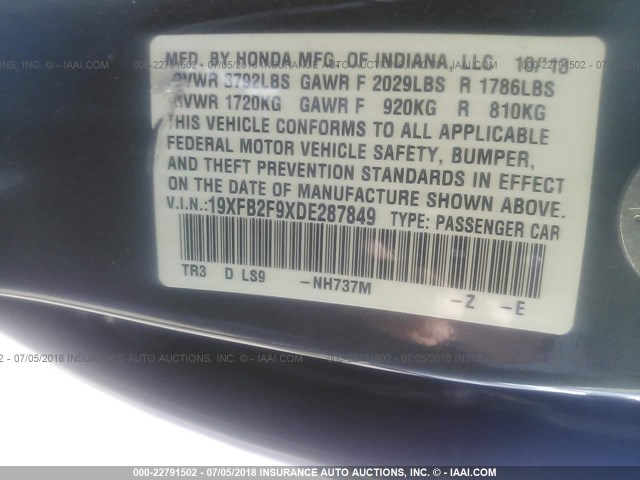 MFD. BY HONDA MFG. OF INDIANA, LLC 10/13
GVWR 3792LBS GAWR F 2029LBS R 1786LBS
GVWR 1720KG GAWR F 920KG R 810KG
THIS VEHICLE CONFORMS TO ALL APPLICABLE
FEDERAL MOTOR VEHICLE SAFETY, BUMPER,
AND THEFT PREVENTION STANDARDS IN EFFECT
ON THE DATE OF MANUFACTURE SHOWN ABOVE.
V.I.N.:19XFB2F9XDE287849 TYPE: PASSENGER CAR
TR3 D LS9 -NH737M -Z -E
000-22791502 - 07/05/2018 INSURANCE AUTO AUCTIONS, INC. - © - IAAI.COM